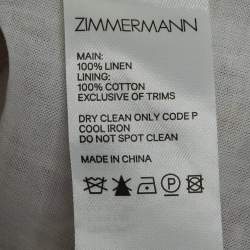 ZIMMERMANN
MAIN:
100% LINEN
LINING:
100% COTTON
EXCLUSIVE OF TRIMS
DRY CLEAN ONLY CODE P
COOL IRON
DO NOT SPOT CLEAN
MADE IN CHINA
P